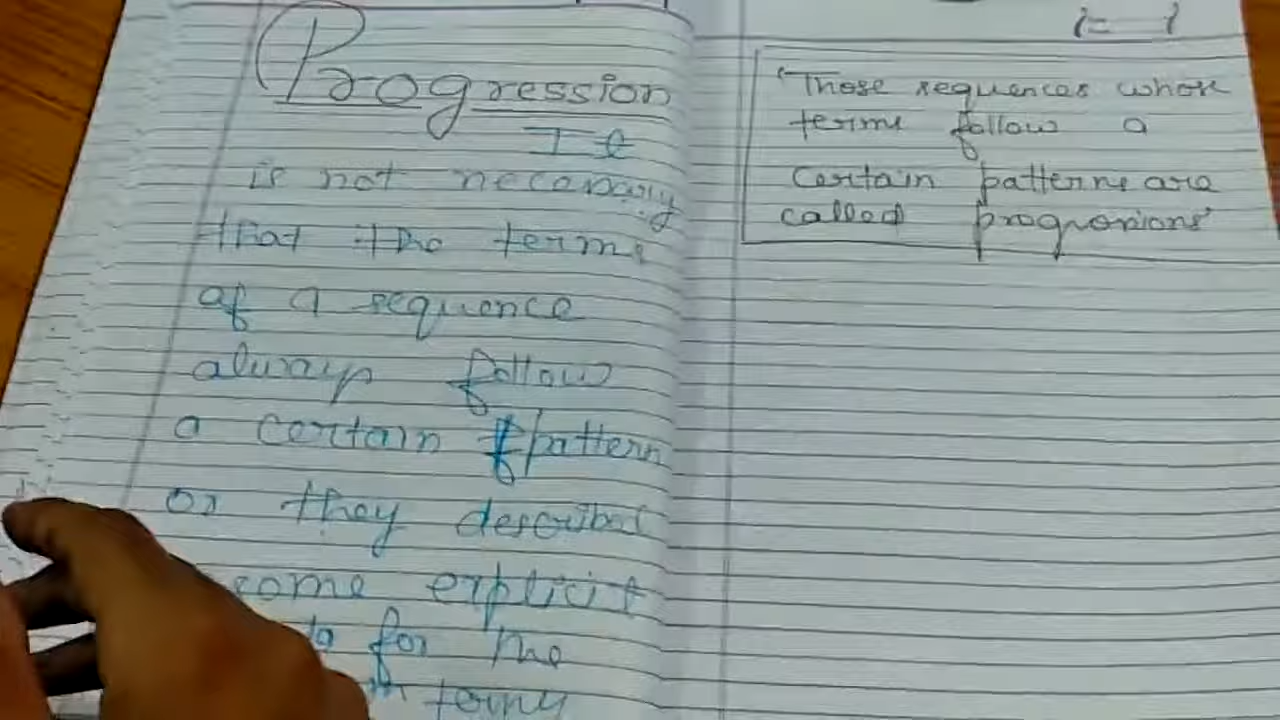 Progression
It
is not necessary
that the terms
of a sequence
always follow
a certain pattern
or they described
some explicit
for the
terms
"Those sequences whose
terms follow a
certain patterns are
called progressions"